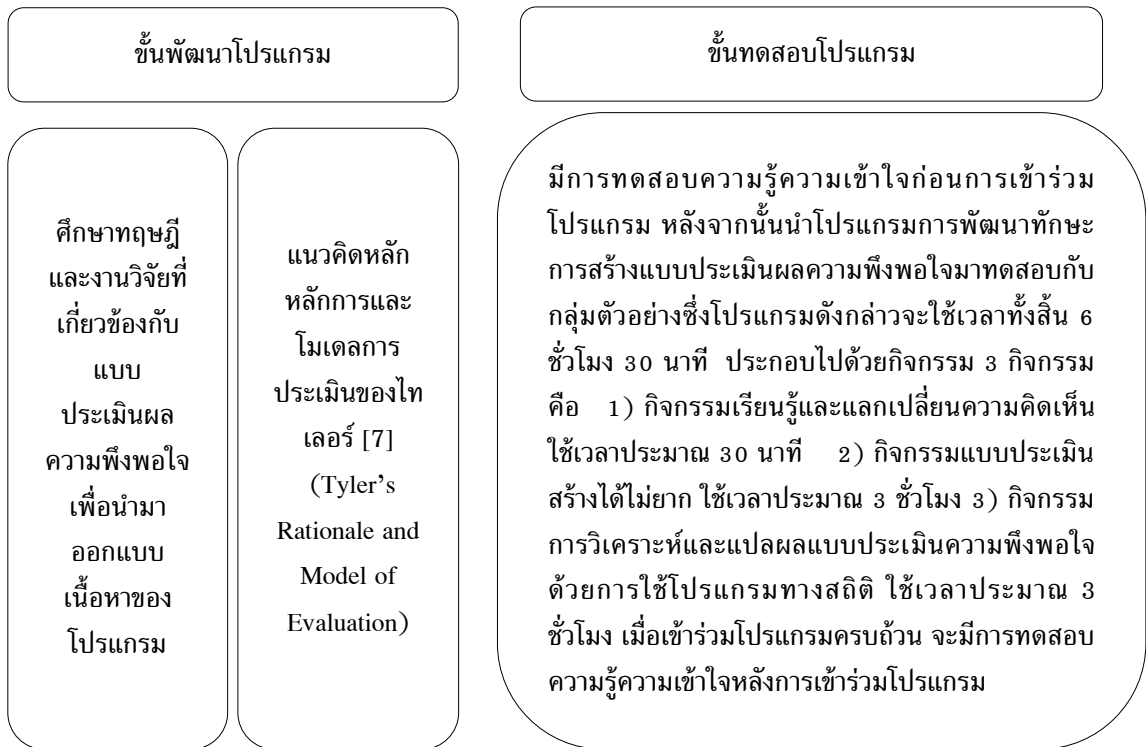 ขั้นพัฒนาโปรแกรม
ขั้นทดสอบโปรแกรม
ศึกษาทฤษฎี
และงานวิจัยที่
เกี่ยวข้องกับ
แบบ
ประเมินผล
ความพึงพอใจ
เพื่อนำมา
ออกแบบ
เนื้อหาของ
โปรแกรม
แนวคิดหลัก
หลักการและ
โมเดลการ
ประเมินของไท
เลอร์ [7]
(Tyler’s
Rationale and
Model of
Evaluation)
มีการทดสอบความรู้ความเข้าใจก่อนการเข้าร่วม
โปรแกรม หลังจากนั้นนำโปรแกรมการพัฒนาทักษะ
การสร้างแบบประเมินผลความพึงพอใจมาทดสอบกับ
กลุ่มตัวอย่างซึ่งโปรแกรมดังกล่าวจะใช้เวลาทั้งสิ้น 6
ชั่วโมง 30 นาที ประกอบไปด้วยกิจกรรม 3 กิจกรรม
คือ 1) กิจกรรมเรียนรู้และแลกเปลี่ยนความคิดเห็น
ใช้เวลาประมาณ 30 นาที 2) กิจกรรมแบบประเมิน
สร้างได้ไม่ยาก ใช้เวลาประมาณ 3 ชั่วโมง 3) กิจกรรม
การวิเคราะห์และแปลผลแบบประเมินความพึงพอใจ
ด้วยการใช้โปรแกรมทางสถิติ ใช้เวลาประมาณ 3
ชั่วโมง เมื่อเข้าร่วมโปรแกรมครบถ้วน จะมีการทดสอบ
ความรู้ความเข้าใจหลังการเข้าร่วมโปรแกรม